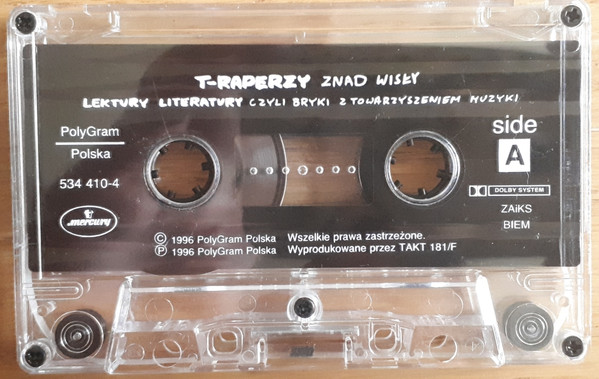 T-RAPERZY ZNAD WISŁY
LEKTURY LITERATURY CZYLI BRYKI Z TOWARZYSZENIEM MUZYKI
PolyGram
Polska
534 410-4
mercury
side
A
DOLBY SYSTEM
ZAiKS
BIEM
© 1996 PolyGram Polska Wszelkie prawa zastrzeżone.
℗ 1996 PolyGram Polska Wyprodukowane przez TAKT 181/F